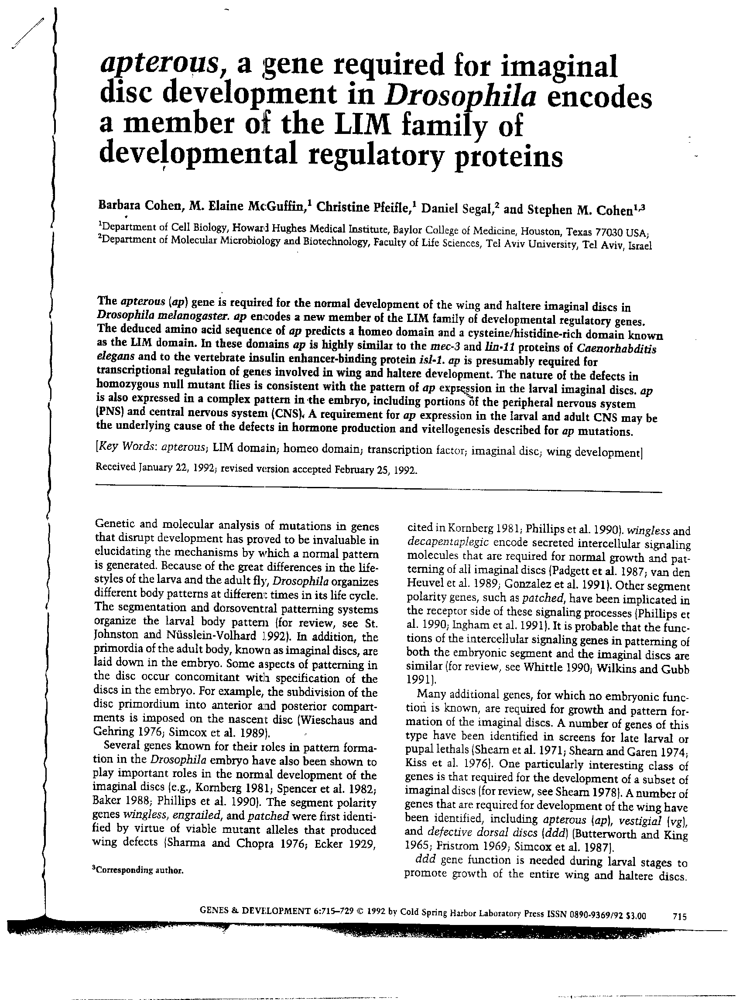 apterous, a gene required for imaginal
disc development in Drosophila encodes
a member of the LIM family of
developmental regulatory proteins
Barbara Cohen, M. Elaine McGuffin,¹ Christine Pfeifle,¹ Daniel Segal,² and Stephen M. Cohen¹,³
¹Department of Cell Biology, Howard Hughes Medical Institute, Baylor College of Medicine, Houston, Texas 77030 USA;
²Department of Molecular Microbiology and Biotechnology, Faculty of Life Sciences, Tel Aviv University, Tel Aviv, Israel
The apterous (ap) gene is required for the normal development of the wing and haltere imaginal discs in
Drosophila melanogaster. ap encodes a new member of the LIM family of developmental regulatory genes.
The deduced amino acid sequence of ap predicts a homeo domain and a cysteine/histidine-rich domain known
as the LIM domain. In these domains ap is highly similar to the mec-3 and lin-11 proteins of Caenorhabditis
elegans and to the vertebrate insulin enhancer-binding protein isl-1. ap is presumably required for
transcriptional regulation of genes involved in wing and haltere development. The nature of the defects in
homozygous null mutant flies is consistent with the pattern of ap expression in the larval imaginal discs. ap
is also expressed in a complex pattern in the embryo, including portions of the peripheral nervous system
(PNS) and central nervous system (CNS). A requirement for ap expression in the larval and adult CNS may be
the underlying cause of the defects in hormone production and vitellogenesis described for ap mutations.
[Key Words: apterous; LIM domain; homeo domain; transcription factor; imaginal disc; wing development]
Received January 22, 1992; revised version accepted February 25, 1992.
Genetic and molecular analysis of mutations in genes
that disrupt development has proved to be invaluable in
elucidating the mechanisms by which a normal pattern
is generated. Because of the great differences in the life-
styles of the larva and the adult fly, Drosophila organizes
different body patterns at different times in its life cycle.
The segmentation and dorsoventral patterning systems
organize the larval body pattern (for review, see St.
Johnston and Nüsslein-Volhard 1992). In addition, the
primordia of the adult body, known as imaginal discs, are
laid down in the embryo. Some aspects of patterning in
the disc occur concomitant with specification of the
discs in the embryo. For example, the subdivision of the
disc primordium into anterior and posterior compart-
ments is imposed on the nascent disc (Wieschaus and
Gehring 1976; Simcox et al. 1989).
Several genes known for their roles in pattern forma-
tion in the Drosophila embryo have also been shown to
play important roles in the normal development of the
imaginal discs (e.g., Kornberg 1981; Spencer et al. 1982;
Baker 1988; Phillips et al. 1990). The segment polarity
genes wingless, engrailed, and patched were first identi-
fied by virtue of viable mutant alleles that produced
wing defects (Sharma and Chopra 1976; Ecker 1929,
³Corresponding author.
cited in Kornberg 1981; Phillips et al. 1990). wingless and
decapentaplegic encode secreted intercellular signaling
molecules that are required for normal growth and pat-
terning of all imaginal discs (Padgett et al. 1987; van den
Heuvel et al. 1989; Gonzalez et al. 1991). Other segment
polarity genes, such as patched, have been implicated in
the receptor side of these signaling processes (Phillips et
al. 1990; Ingham et al. 1991). It is probable that the func-
tions of the intercellular signaling genes in patterning of
both the embryonic segment and the imaginal discs are
similar (for review, see Whittle 1990; Wilkins and Gubb
1991).
Many additional genes, for which no embryonic func-
tion is known, are required for growth and pattern for-
mation of the imaginal discs. A number of genes of this
type have been identified in screens for late larval or
pupal lethals (Shearn et al. 1971; Shearn and Garen 1974;
Kiss et al. 1976). One particularly interesting class of
genes is that required for the development of a subset of
imaginal discs (for review, see Shearn 1978). A number of
genes that are required for development of the wing have
been identified, including apterous (ap), vestigial (vg),
and defective dorsal discs (ddd) (Butterworth and King
1965; Fristrom 1969; Simcox et al. 1987).
ddd gene function is needed during larval stages to
promote growth of the entire wing and haltere discs.
GENES & DEVELOPMENT 6:715–729 © 1992 by Cold Spring Harbor Laboratory Press ISSN 0890-9369/92 $3.00 715